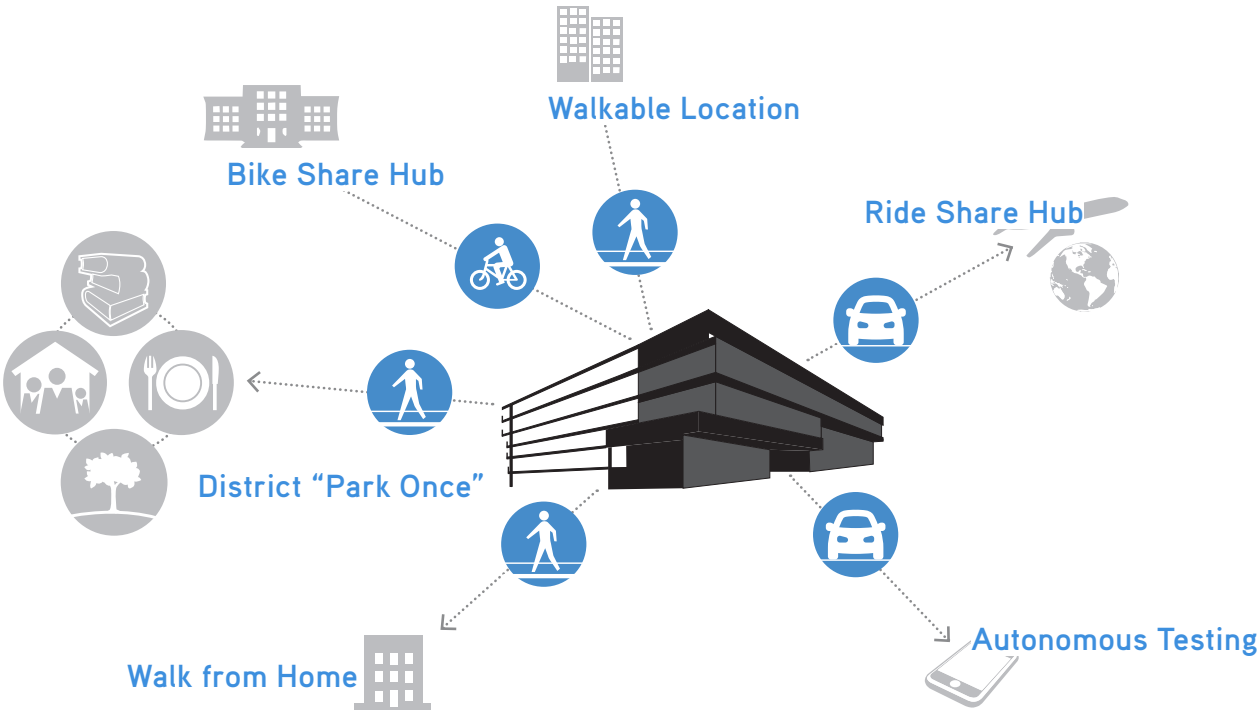 Walkable Location
Bike Share Hub
Ride Share Hub
District “Park Once”
Autonomous Testing
Walk from Home